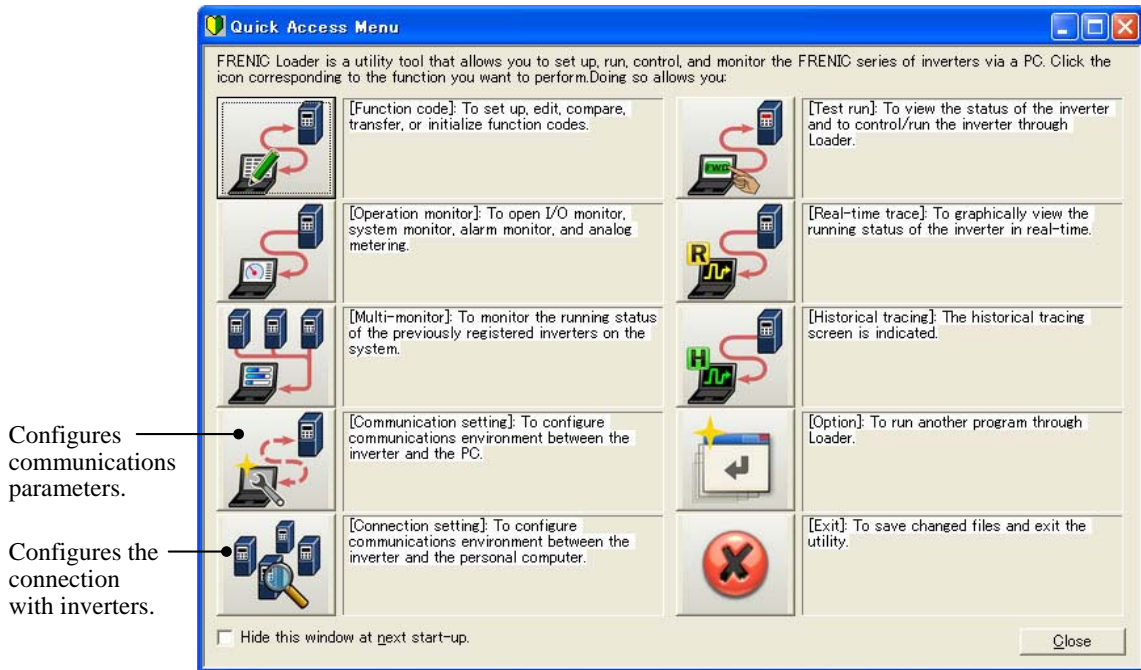 Quick Access Menu
FRENIC Loader is a utility tool that allows you to set up, run, control, and monitor the FRENIC series of inverters via a PC. Click the
icon corresponding to the function you want to perform.Doing so allows you:
[Function code]: To set up, edit, compare,
transfer, or initialize function codes.
[Test run]: To view the status of the inverter
and to control/run the inverter through
Loader.
FWD
[Operation monitor]: To open I/O monitor,
system monitor, alarm monitor, and analog
metering.
[Real-time trace]: To graphically view the
running status of the inverter in real-time.
R
[Multi-monitor]: To monitor the running status
of the previously registered inverters on the
system.
[Historical tracing]: The historical tracing
screen is indicated.
H
Configures
communications
parameters.
[Communication setting]: To configure
communications environment between the
inverter and the PC.
[Option]: To run another program through
Loader.
Configures the
connection
with inverters.
[Connection setting]: To configure
communications environment between the
inverter and the personal computer.
[Exit]: To save changed files and exit the
utility.
Hide this window at next start-up.
Close